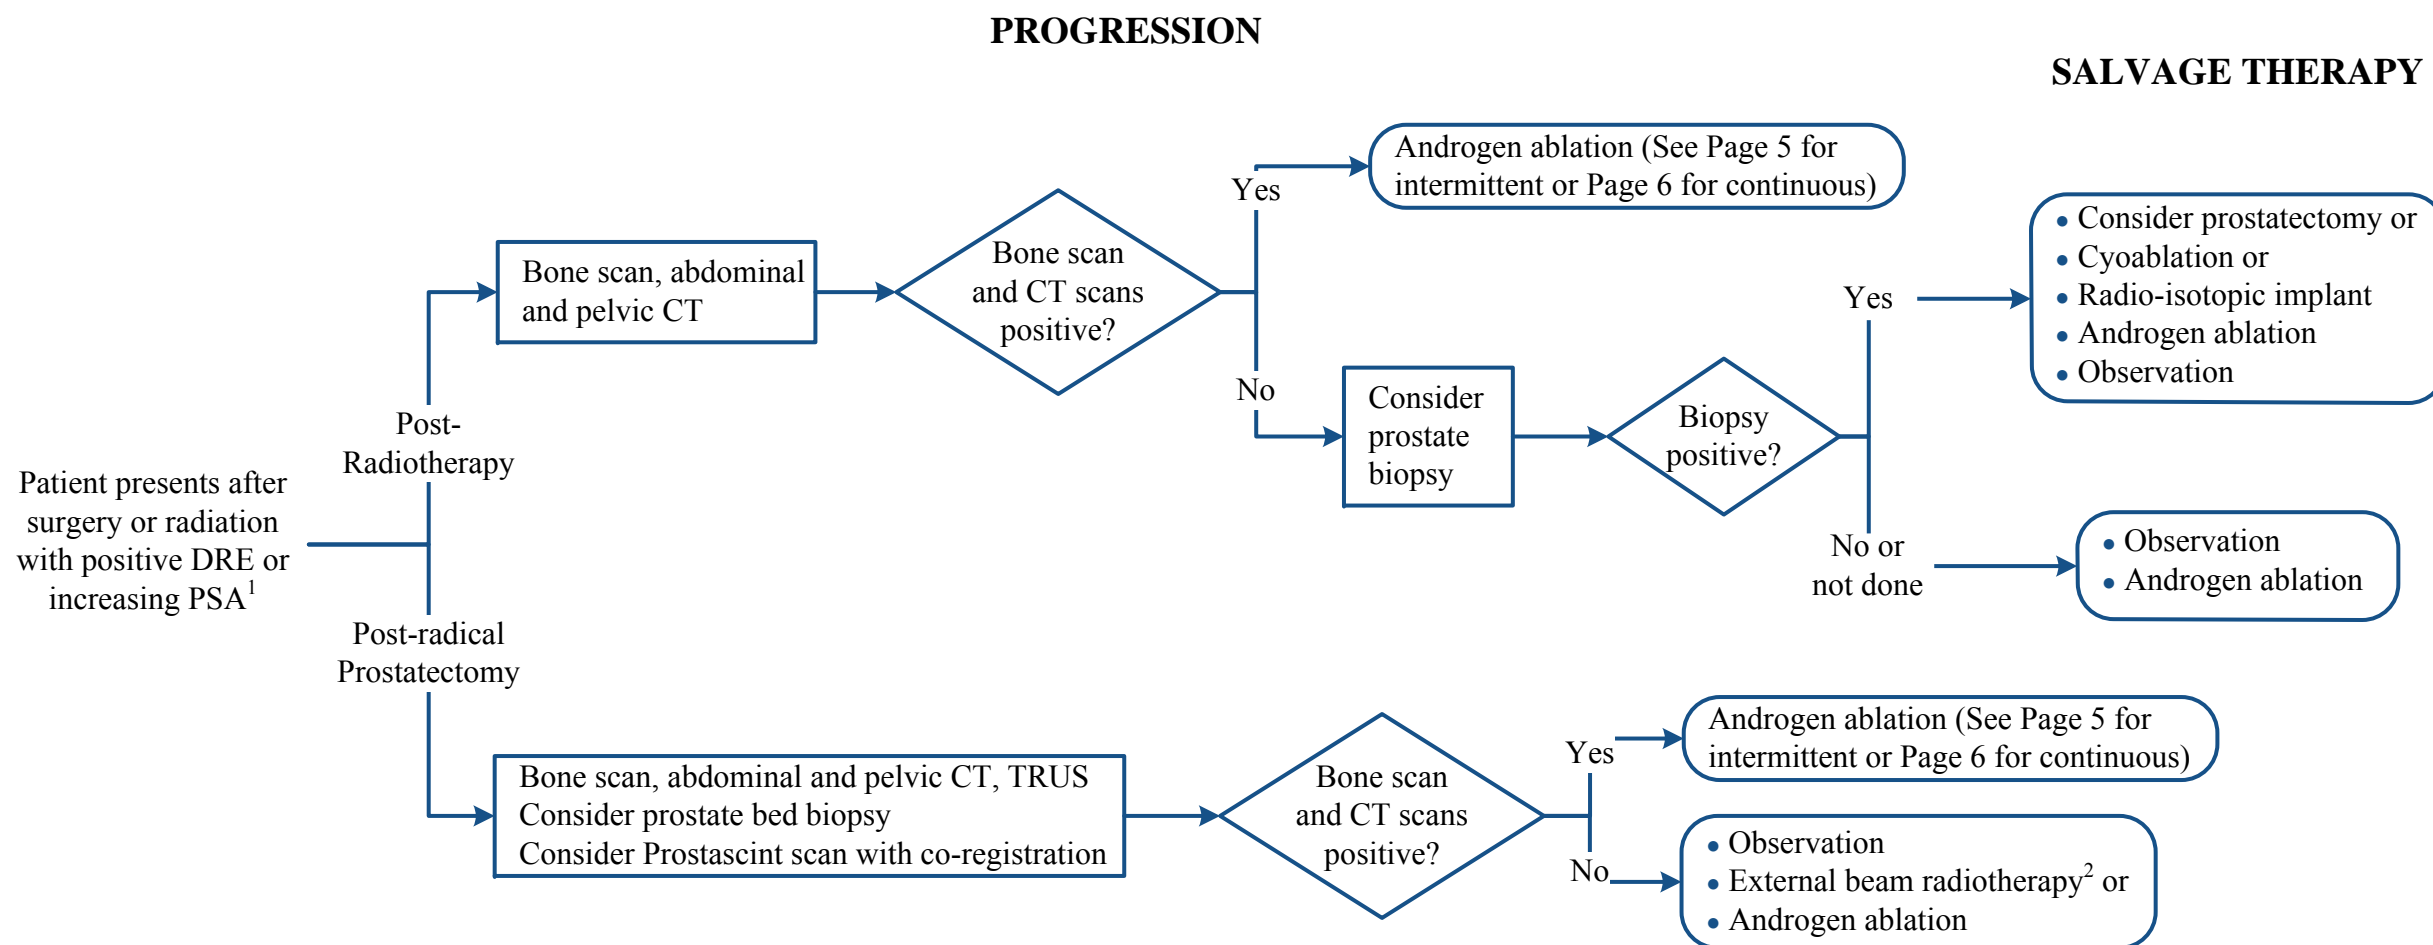 PROGRESSION
SALVAGE THERAPY
Patient presents after
surgery or radiation
with positive DRE or
increasing PSA1
Post-
Radiotherapy
Bone scan, abdominal
and pelvic CT
Bone scan
and CT scans
positive?
Yes
Androgen ablation (See Page 5 for
intermittent or Page 6 for continuous)
No
Consider
prostate
biopsy
Biopsy
positive?
Yes
• Consider prostatectomy or
• Cyoablation or
• Radio-isotopic implant
• Androgen ablation
• Observation
No or
not done
• Observation
• Androgen ablation
Post-radical
Prostatectomy
Bone scan, abdominal and pelvic CT, TRUS
Consider prostate bed biopsy
Consider Prostascint scan with co-registration
Bone scan
and CT scans
positive?
Yes
Androgen ablation (See Page 5 for
intermittent or Page 6 for continuous)
No
• Observation
• External beam radiotherapy2 or
• Androgen ablation